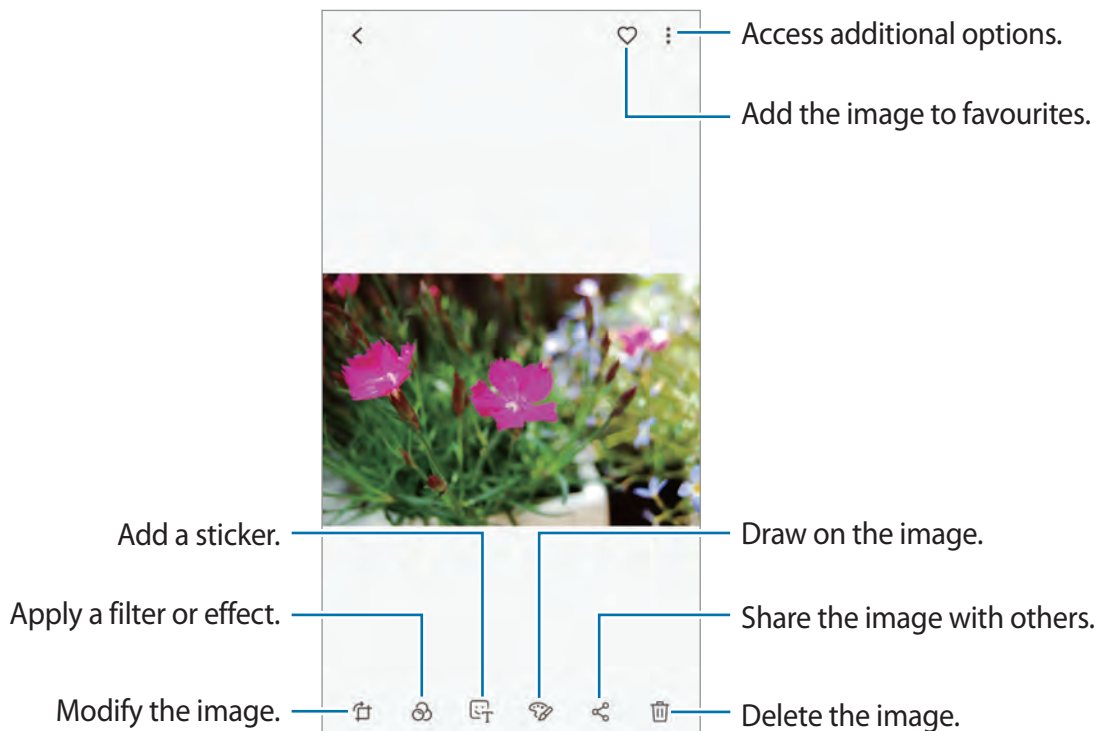 Access additional options.
Add the image to favourites.
Add a sticker.
Draw on the image.
Apply a filter or effect.
Share the image with others.
Modify the image.
Delete the image.